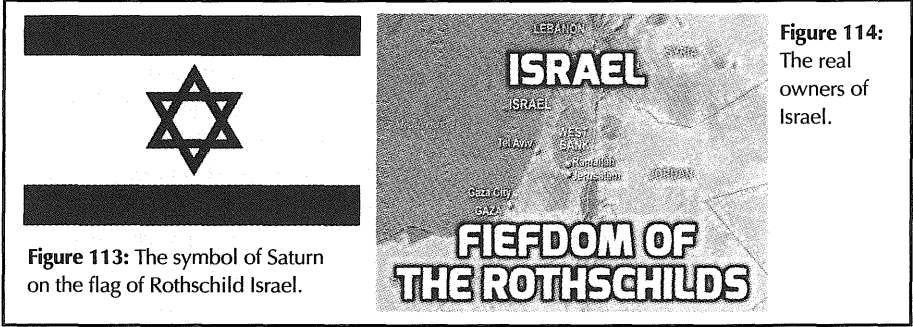 Figure 113: The symbol of Saturn
on the flag of Rothschild Israel.
LEBANON
SYRIA
ISRAEL
ISRAEL
WEST
BANK
Tel Aviv
Ramallah
Jerusalem
JORDAN
Gaza City
GAZA
FIEFDOM OF
THE ROTHSCHILDS
Figure 114:
The real
owners of
Israel.